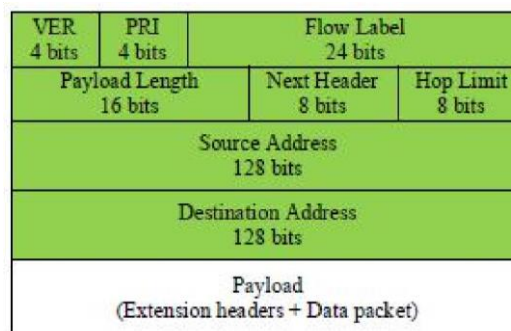 VER PRI Flow Label
4 bits 4 bits 24 bits
Payload Length Next Header Hop Limit
16 bits 8 bits 8 bits
Source Address
128 bits
Destination Address
128 bits
Payload
(Extension headers + Data packet)